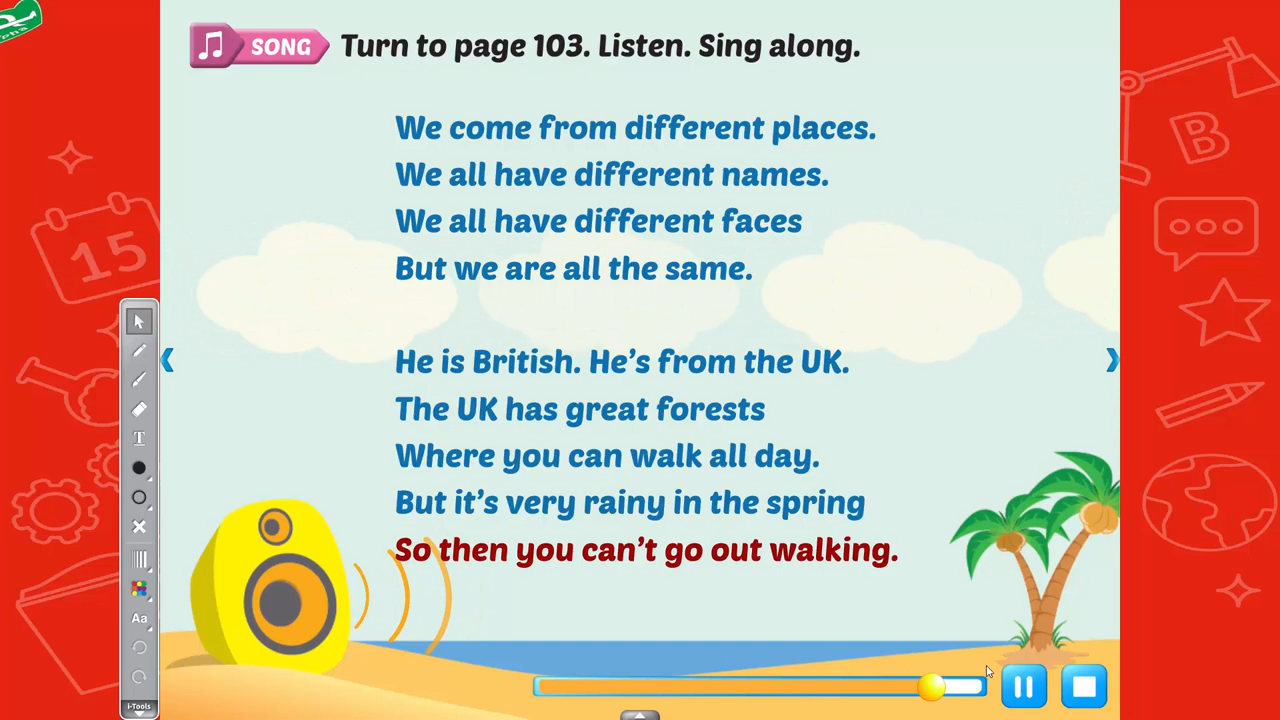 SONG Turn to page 103. Listen. Sing along.
We come from different places.
We all have different names.
We all have different faces
But we are all the same.
He is British. He's from the UK.
The UK has great forests
Where you can walk all day.
But it's very rainy in the spring
So then you can't go out walking.
15
B
T
Aa
i-Tools